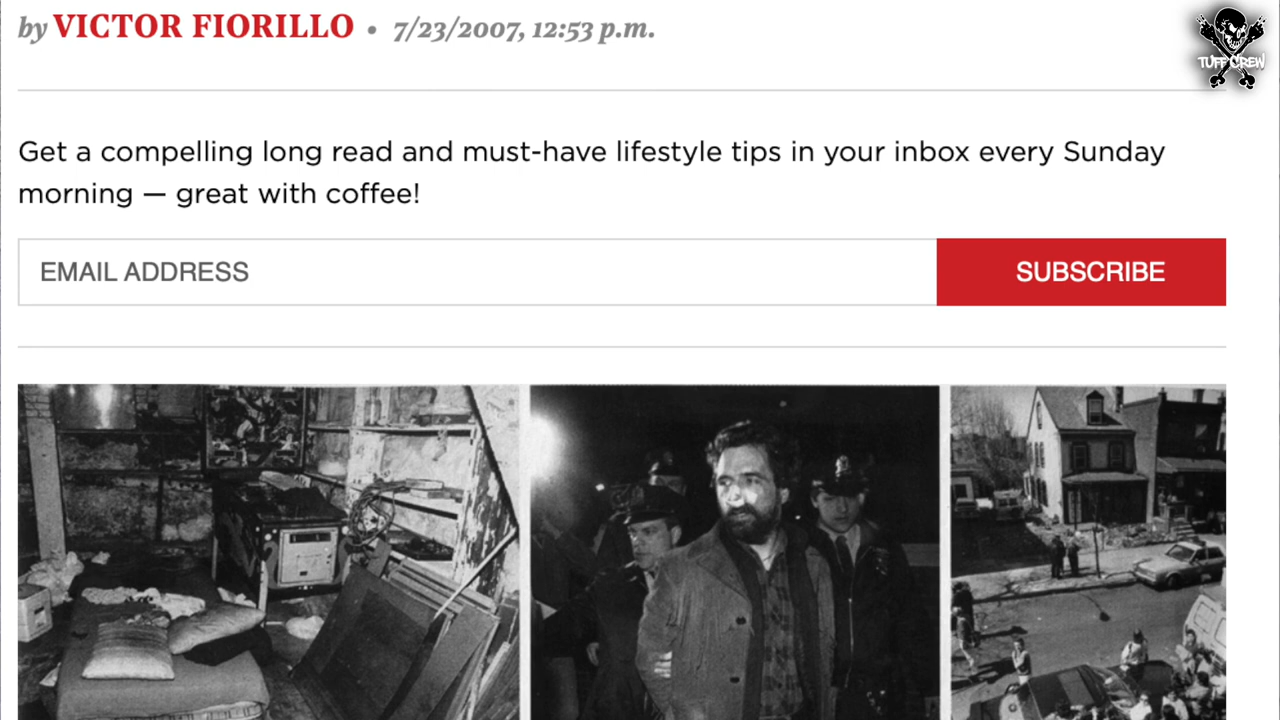 by VICTOR FIORILLO • 7/23/2007, 12:53 p.m.
TUFF CREW
Get a compelling long read and must-have lifestyle tips in your inbox every Sunday
morning — great with coffee!
EMAIL ADDRESS
SUBSCRIBE